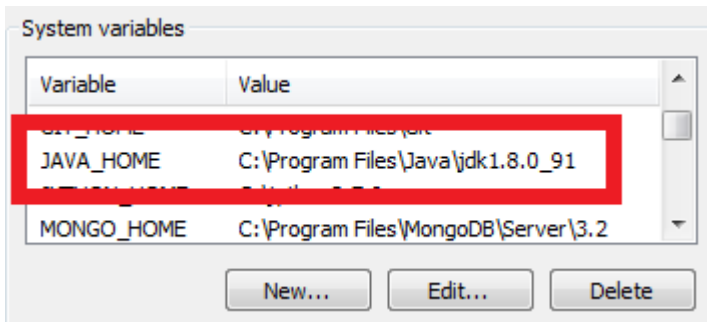 System variables
Variable Value
JAVA_HOME C:\Program Files\Java\jdk1.8.0_91
MONGO_HOME C:\Program Files\MongoDB\Server\3.2
New... Edit... Delete